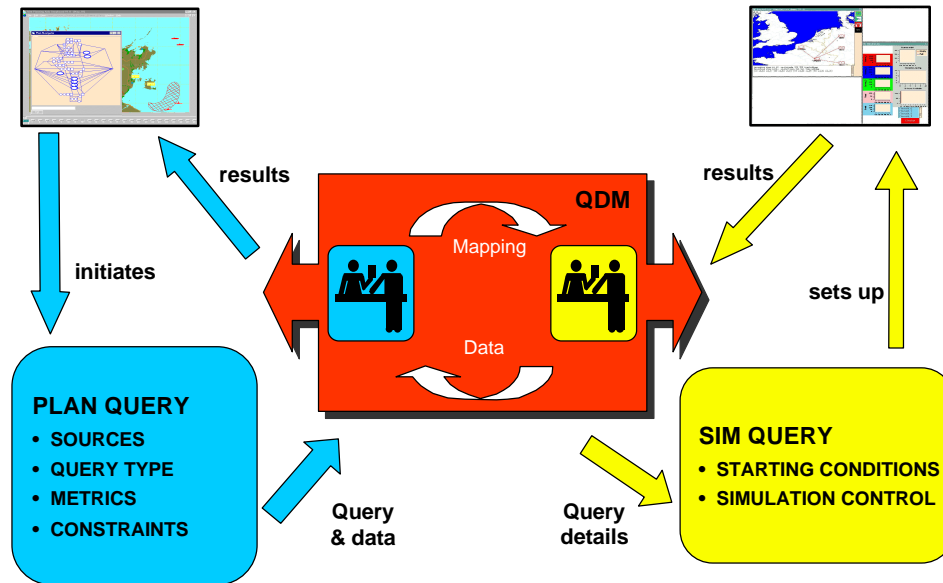 results
results
QDM
Mapping
initiates
sets up
Data
PLAN QUERY
• SOURCES
• QUERY TYPE
• METRICS
• CONSTRAINTS
SIM QUERY
• STARTING CONDITIONS
• SIMULATION CONTROL
Query
& data
Query
details